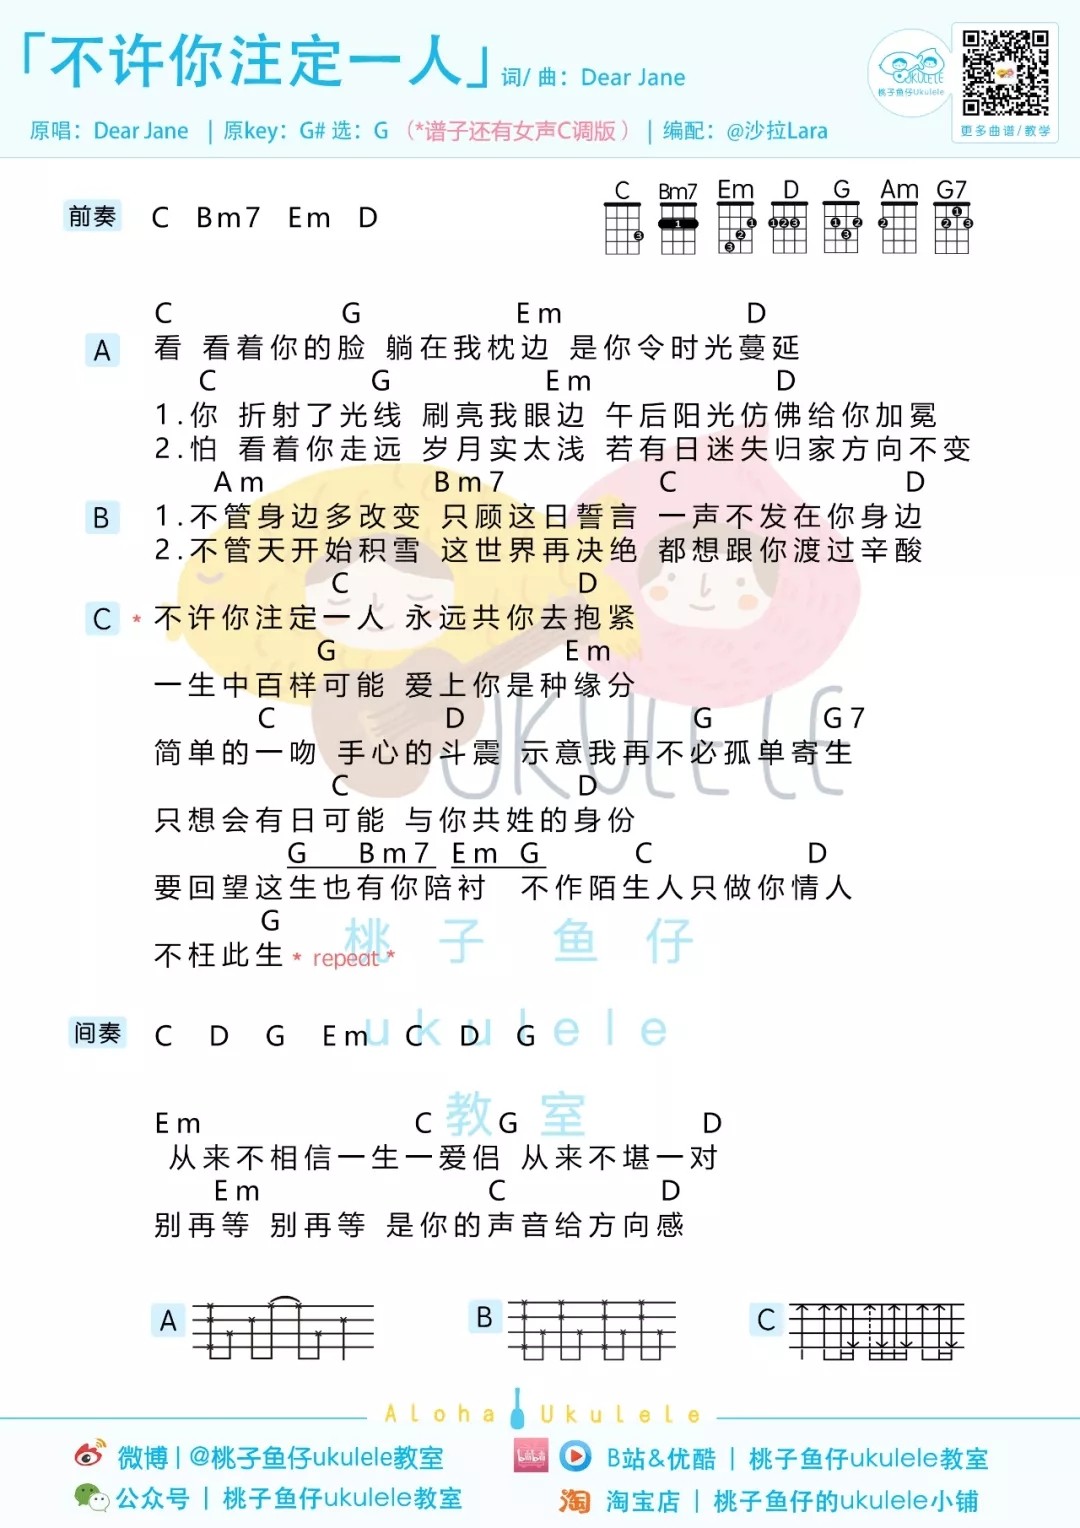 「不许你注定一人」词/ 曲：Dear Jane
桃子鱼仔Ukulele
更多曲谱/教学
原唱：Dear Jane | 原key：G# 选：G （*谱子还有女声C调版 ）| 编配：@沙拉Lara
前奏 C Bm7 Em D
C Bm7 Em D G Am G7
C G Em D
A 看 看着你的脸 躺在我枕边 是你令时光蔓延
C G Em D
1.你 折射了光线 刷亮我眼边 午后阳光仿佛给你加冕
2.怕 看着你走远 岁月实太浅 若有日迷失归家方向不变
Am Bm7 C D
B 1.不管身边多改变 只顾这日誓言 一声不发在你身边
2.不管天开始积雪 这世界再决绝 都想跟你渡过辛酸
C D
C * 不许你注定一人 永远共你去抱紧
G Em
一生中百样可能 爱上你是种缘分
C D G G7
简单的一吻 手心的斗震 示意我再不必孤单寄生
C D
只想会有日可能 与你共姓的身份
G Bm7 Em G C D
要回望这生也有你陪衬 不作陌生人只做你情人
G
不枉此生 * repeat *
间奏 C D G Em C D G
Em C G D
从来不相信一生一爱侣 从来不堪一对
Em C D
别再等 别再等 是你的声音给方向感
UKULELE
桃子鱼仔
ukulele
教室
A B C
Aloha Ukulele
微博 | @桃子鱼仔ukulele教室
B站&优酷 | 桃子鱼仔ukulele教室
公众号 | 桃子鱼仔ukulele教室
淘 淘宝店 | 桃子鱼仔的ukulele小铺